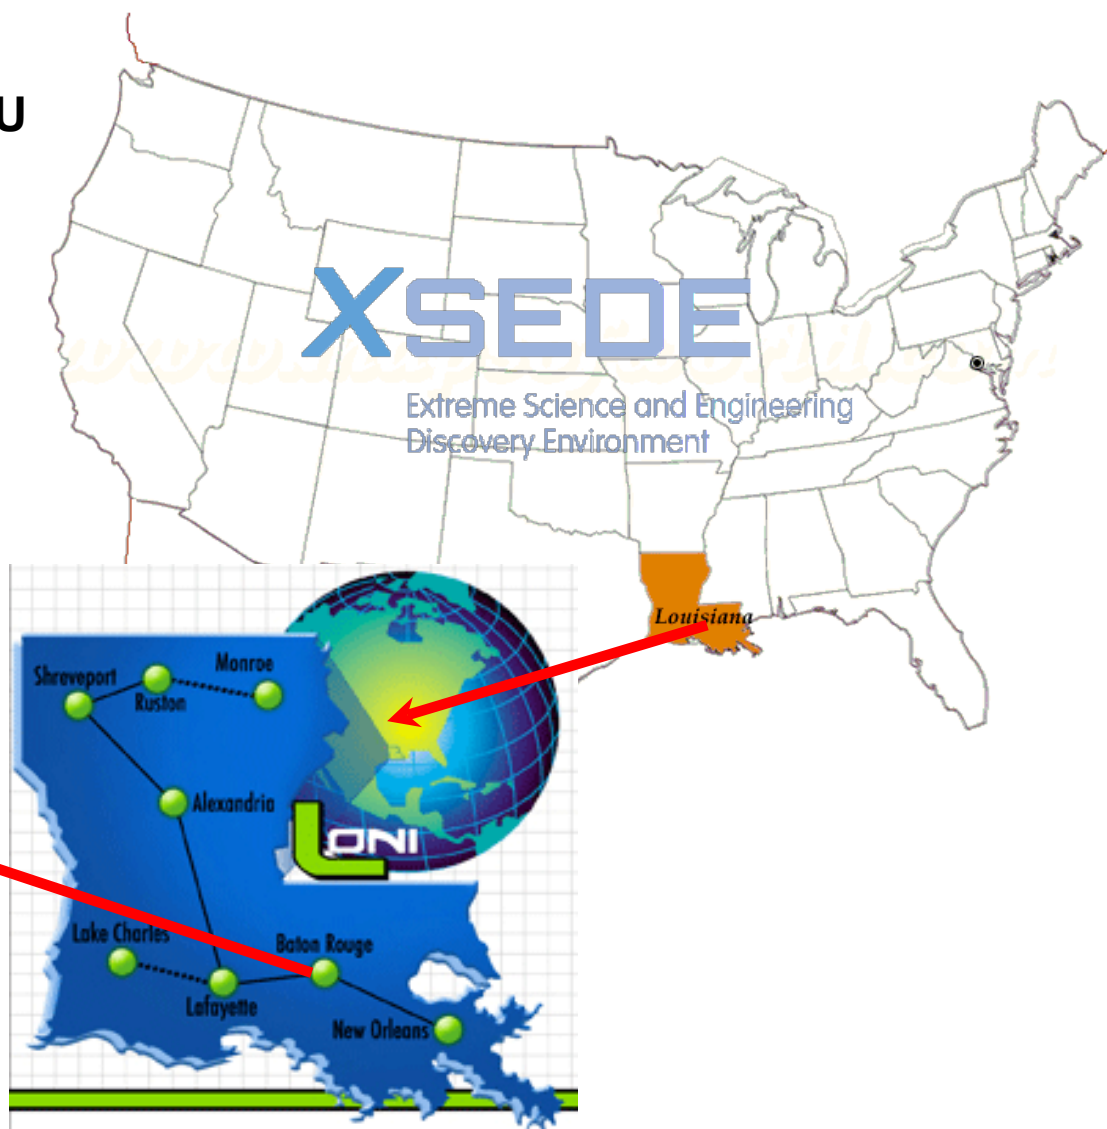 U
XSEDE
Extreme Science and Engineering
Discovery Environment
Louisiana
Monroe
Shreveport
Ruston
Alexandria
LONI
Lake Charles
Baton Rouge
Lafayette
New Orleans